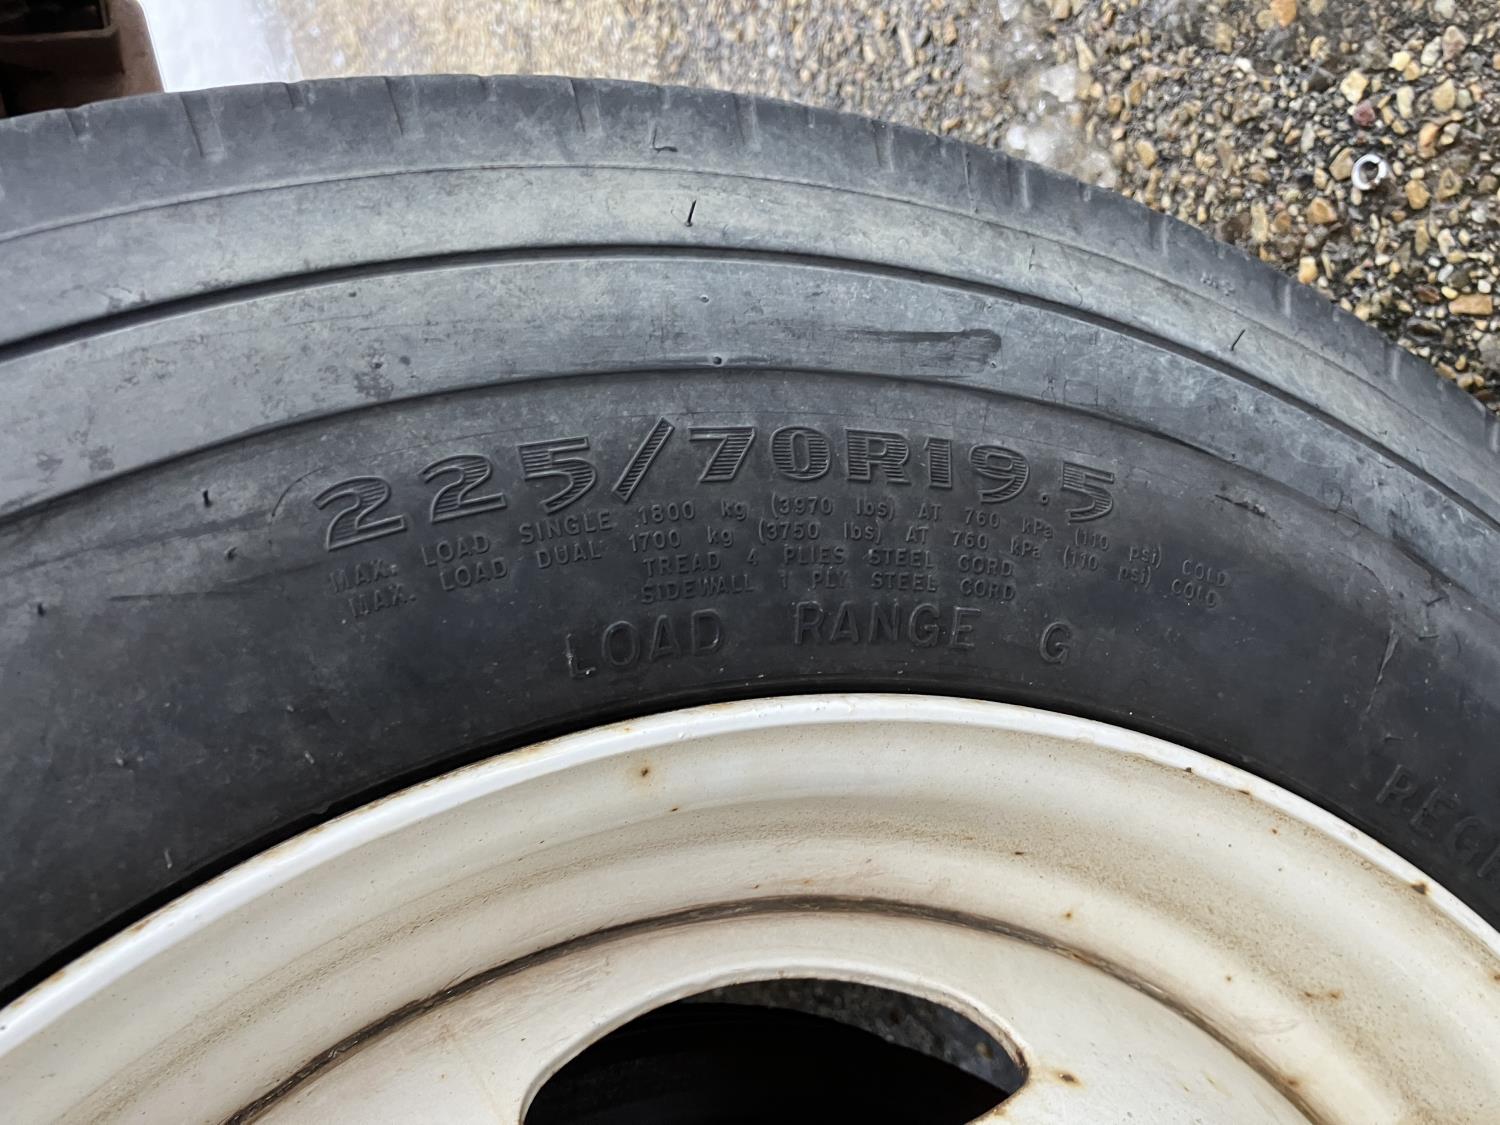 225/70R19.5
MAX. LOAD SINGLE 1800 kg (3970 lbs) AT 760 kPa (110 psi) COLD
MAX. LOAD DUAL 1700 kg (3750 lbs) AT 760 kPa (110 psi) COLD
TREAD 4 PLIES STEEL CORD
SIDEWALL 1 PLY STEEL CORD
LOAD RANGE G